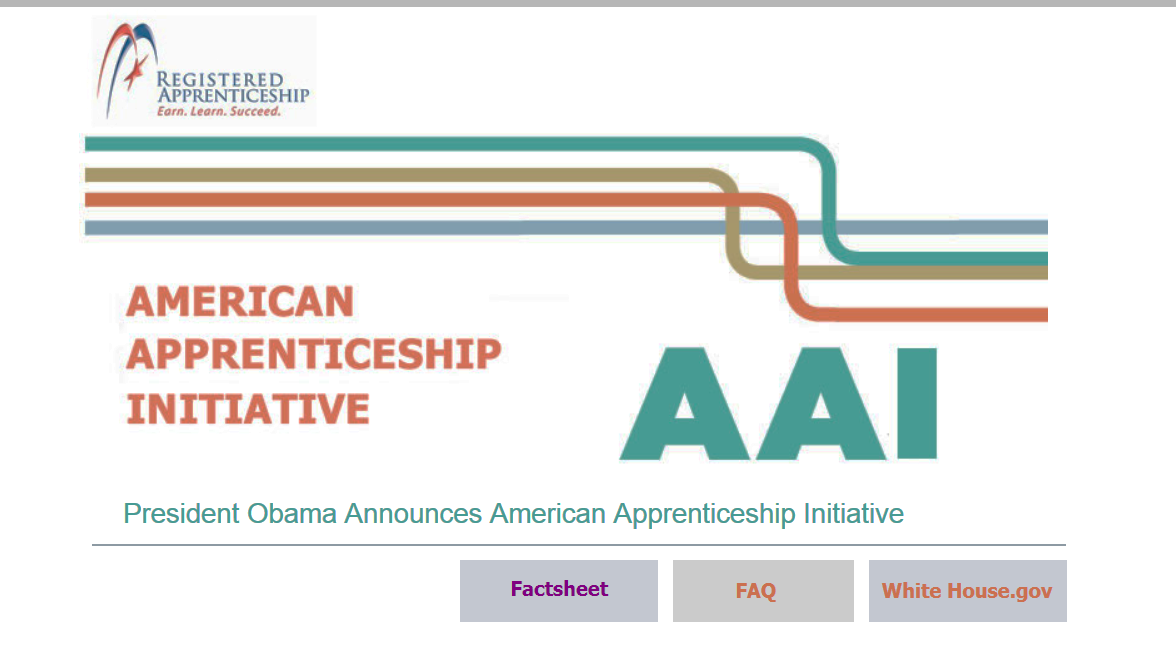 REGISTERED
APPRENTICESHIP
Earn. Learn. Succeed.
AMERICAN
APPRENTICESHIP
INITIATIVE
AAI
President Obama Announces American Apprenticeship Initiative
Factsheet
FAQ
White House.gov